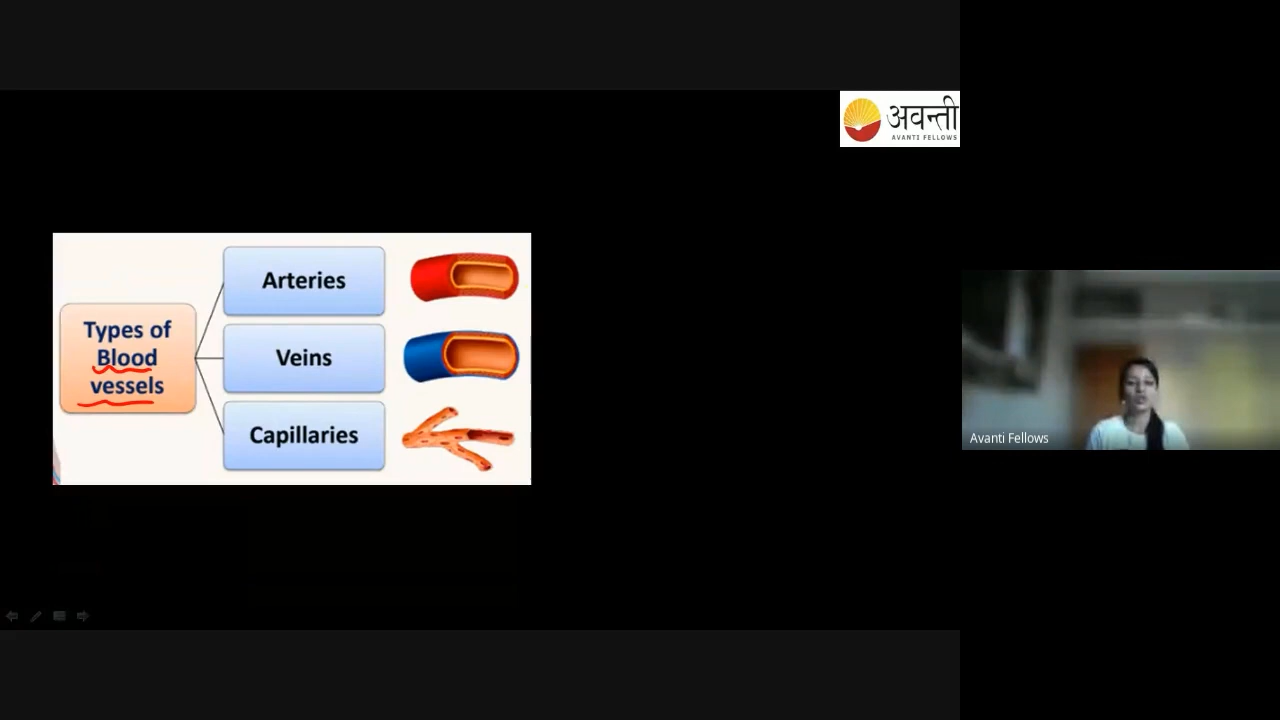 अवन्ती
AVANTI FELLOWS
Types of
Blood
vessels
Arteries
Veins
Capillaries
Avanti Fellows